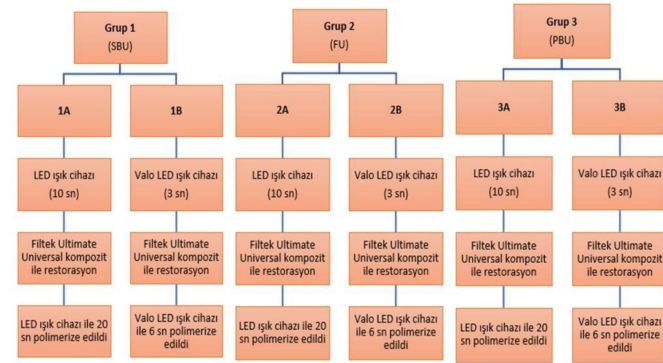 Grup 1
(SBU)
Grup 2
(FU)
Grup 3
(PBU)
1A
1B
2A
2B
3A
3B
LED ışık cihazı
(10 sn)
Valo LED ışık cihazı
(3 sn)
LED ışık cihazı
(10 sn)
Valo LED ışık cihazı
(3 sn)
LED ışık cihazı
(10 sn)
Valo LED ışık cihazı
(3 sn)
Filtek Ultimate
Universal kompozit
ile restorasyon
Filtek Ultimate
Universal kompozit
ile restorasyon
Filtek Ultimate
Universal kompozit
ile restorasyon
Filtek Ultimate
Universal kompozit
ile restorasyon
Filtek Ultimate
Universal kompozit
ile restorasyon
Filtek Ultimate
Universal kompozit
ile restorasyon
LED ışık cihazı ile 20
sn polimerize edildi
Valo LED ışık cihazı
ile 6 sn polimerize
edildi
LED ışık cihazı ile 20
sn polimerize edildi
Valo LED ışık cihazı
ile 6 sn polimerize
edildi
LED ışık cihazı ile 20
sn polimerize edildi
Valo LED ışık cihazı
ile 6 sn polimerize
edildi